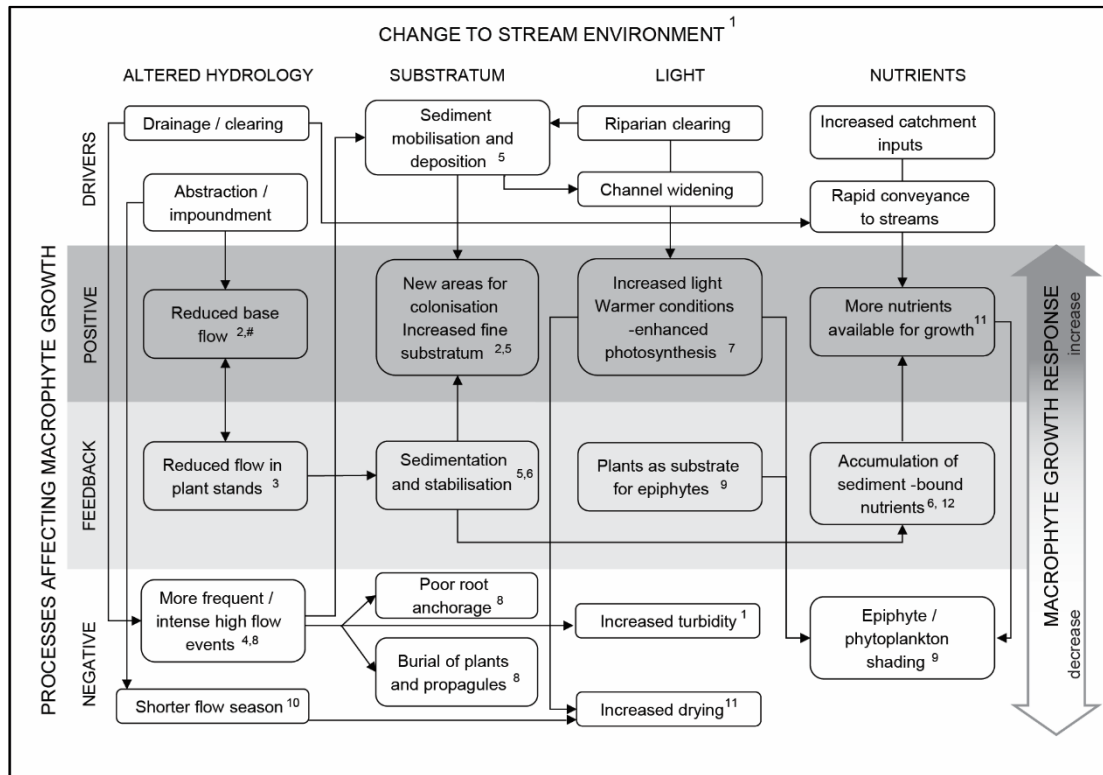 CHANGE TO STREAM ENVIRONMENT 1
ALTERED HYDROLOGY
SUBSTRATUM
LIGHT
NUTRIENTS
PROCESSES AFFECTING MACROPHYTE GROWTH
DRIVERS
Drainage / clearing
Sediment
mobilisation and
deposition 5
Riparian clearing
Increased catchment
inputs
Abstraction /
impoundment
Channel widening
Rapid conveyance
to streams
POSITIVE
Reduced base
flow 2,#
New areas for
colonisation
Increased fine
substratum 2,5
Increased light
Warmer conditions
-enhanced
photosynthesis 7
More nutrients
available for growth 11
FEEDBACK
Reduced flow in
plant stands 3
Sedimentation
and stabilisation 5,6
Plants as substrate
for epiphytes 9
Accumulation of
sediment -bound
nutrients 6, 12
NEGATIVE
More frequent /
intense high flow
events 4,8
Poor root
anchorage 8
Burial of plants
and propagules 8
Increased turbidity 1
Epiphyte /
phytoplankton
shading 9
Shorter flow season 10
Increased drying 11
MACROPHYTE GROWTH RESPONSE
increase
decrease